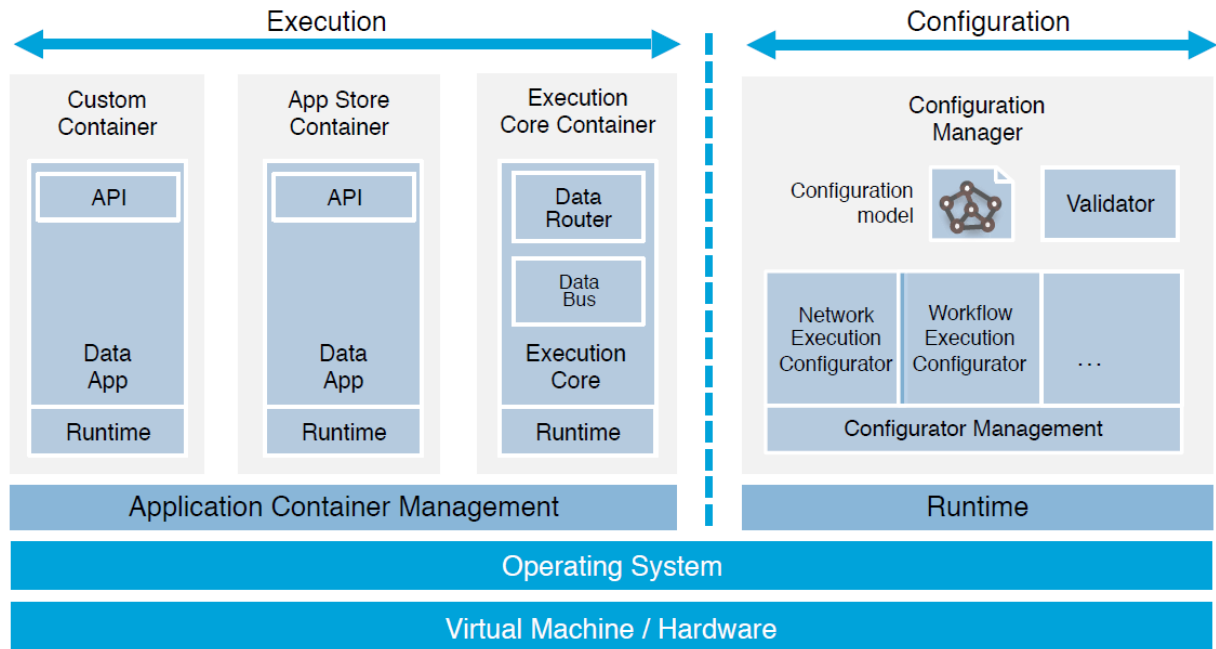 Execution
Configuration
Custom
Container
API
Data
App
Runtime
App Store
Container
API
Data
App
Runtime
Execution
Core Container
Data
Router
Data
Bus
Execution
Core
Runtime
Configuration
Manager
Configuration
model
Validator
Network
Execution
Configurator
Workflow
Execution
Configurator
...
Configurator Management
Application Container Management
Runtime
Operating System
Virtual Machine / Hardware